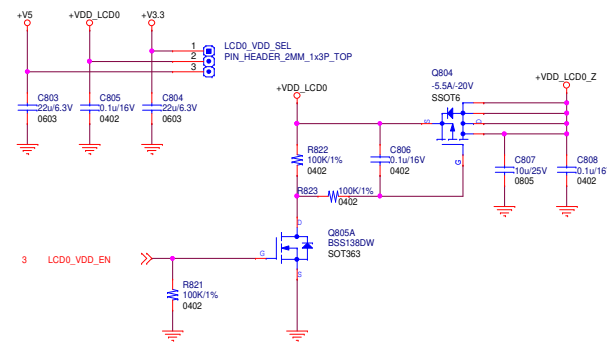 +V5
+VDD_LCD0
+V3.3
1
2
3
LCD0_VDD_SEL
PIN_HEADER_2MM_1x3P_TOP
C803
22u/6.3V
0603
C805
0.1u/16V
0402
C804
22u/6.3V
0603
+VDD_LCD0
Q804
-5.5A/-20V
SSOT6
+VDD_LCD0_Z
S
D
G
R822
100K/1%
0402
C806
0.1u/16V
0402
C807
10u/25V
0805
C808
0.1u/16
0402
R823
100K/1%
0402
D
Q805A
BSS138DW
SOT363
G
S
3
LCD0_VDD_EN
R821
100K/1%
0402